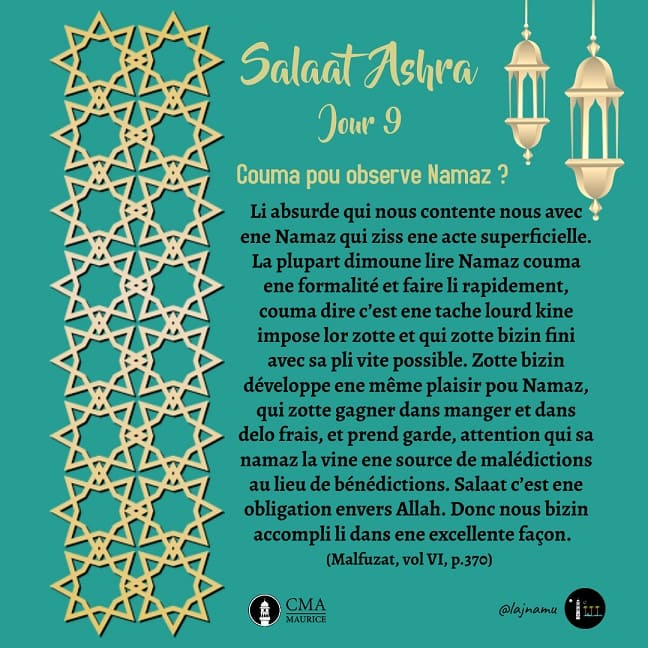 Salaat Ashra
Jour 9
Couma pou observe Namaz ?
Li absurde qui nous contente nous avec
ene Namaz qui ziss ene acte superficielle.
La plupart dimoune lire Namaz couma
ene formalité et faire li rapidement,
couma dire c'est ene tache lourd kine
impose lor zotte et qui zotte bizin fini
avec sa pli vite possible. Zotte bizin
développe ene même plaisir pou Namaz,
qui zotte gagner dans manger et dans
delo frais, et prend garde, attention qui sa
namaz la vine ene source de malédictions
au lieu de bénédictions. Salaat c'est ene
obligation envers Allah. Donc nous bizin
accompli li dans ene excellente façon.
(Malfuzat, vol VI, p.370)
CMA
MAURICE
@lajnamu